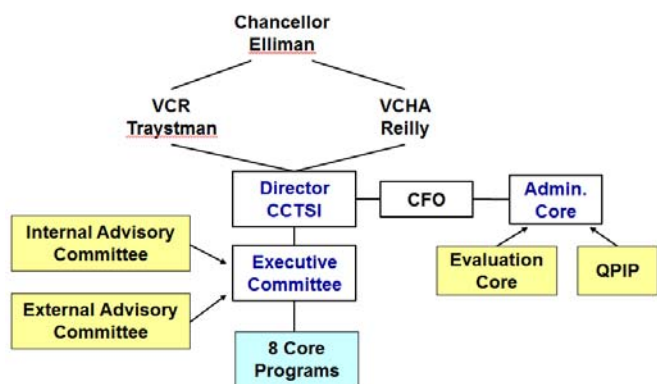 Chancellor
Elliman
VCR
Traystman
VCHA
Reilly
Director
CCTSI
CFO
Admin.
Core
Internal Advisory
Committee
Executive
Committee
Evaluation
Core
QPIP
External Advisory
Committee
8 Core
Programs